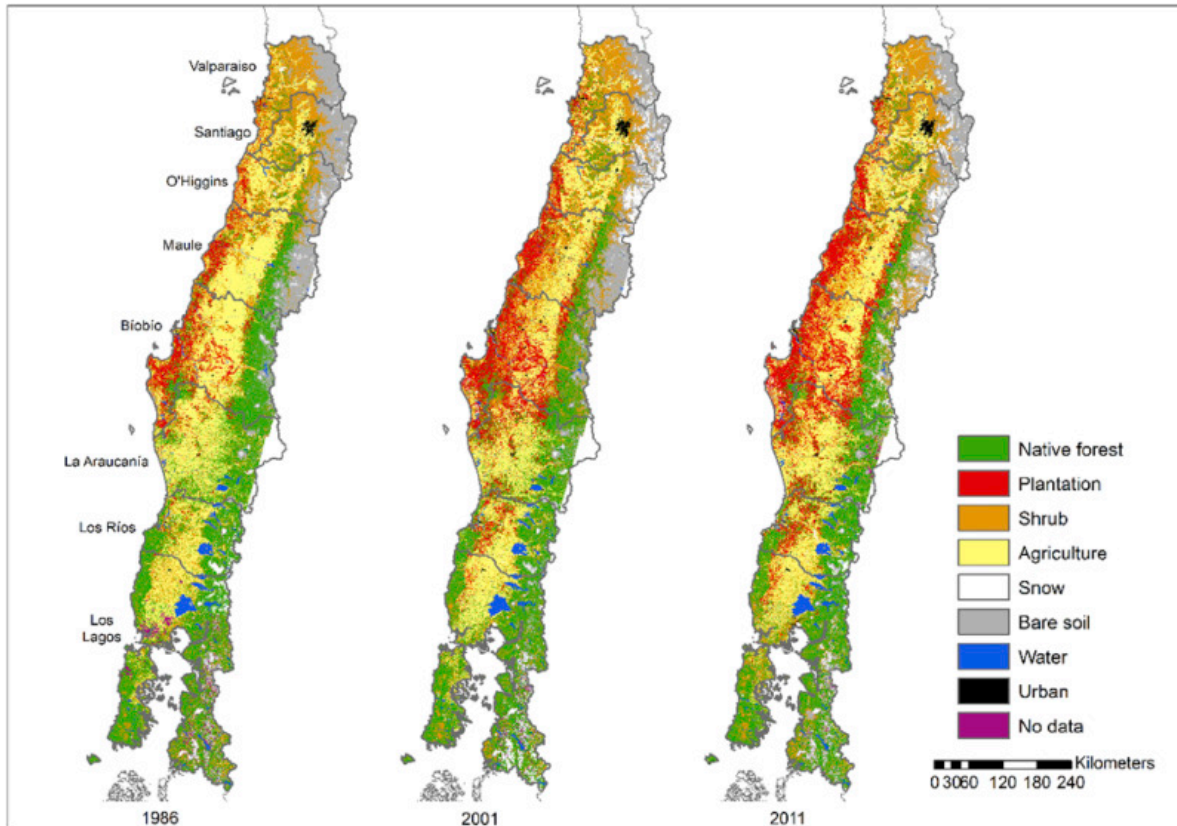 Valparaiso
Santiago
O'Higgins
Maule
Bíobío
La Araucanía
Los Ríos
Los
Lagos
Native forest
Plantation
Shrub
Agriculture
Snow
Bare soil
Water
Urban
No data
Kilometers
0 30 60 120 180 240
1986
2001
2011